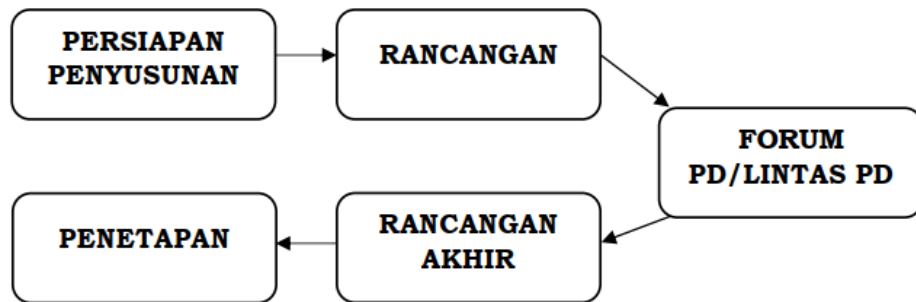 PERSIAPAN
PENYUSUNAN
RANCANGAN
FORUM
PD/LINTAS PD
RANCANGAN
AKHIR
PENETAPAN